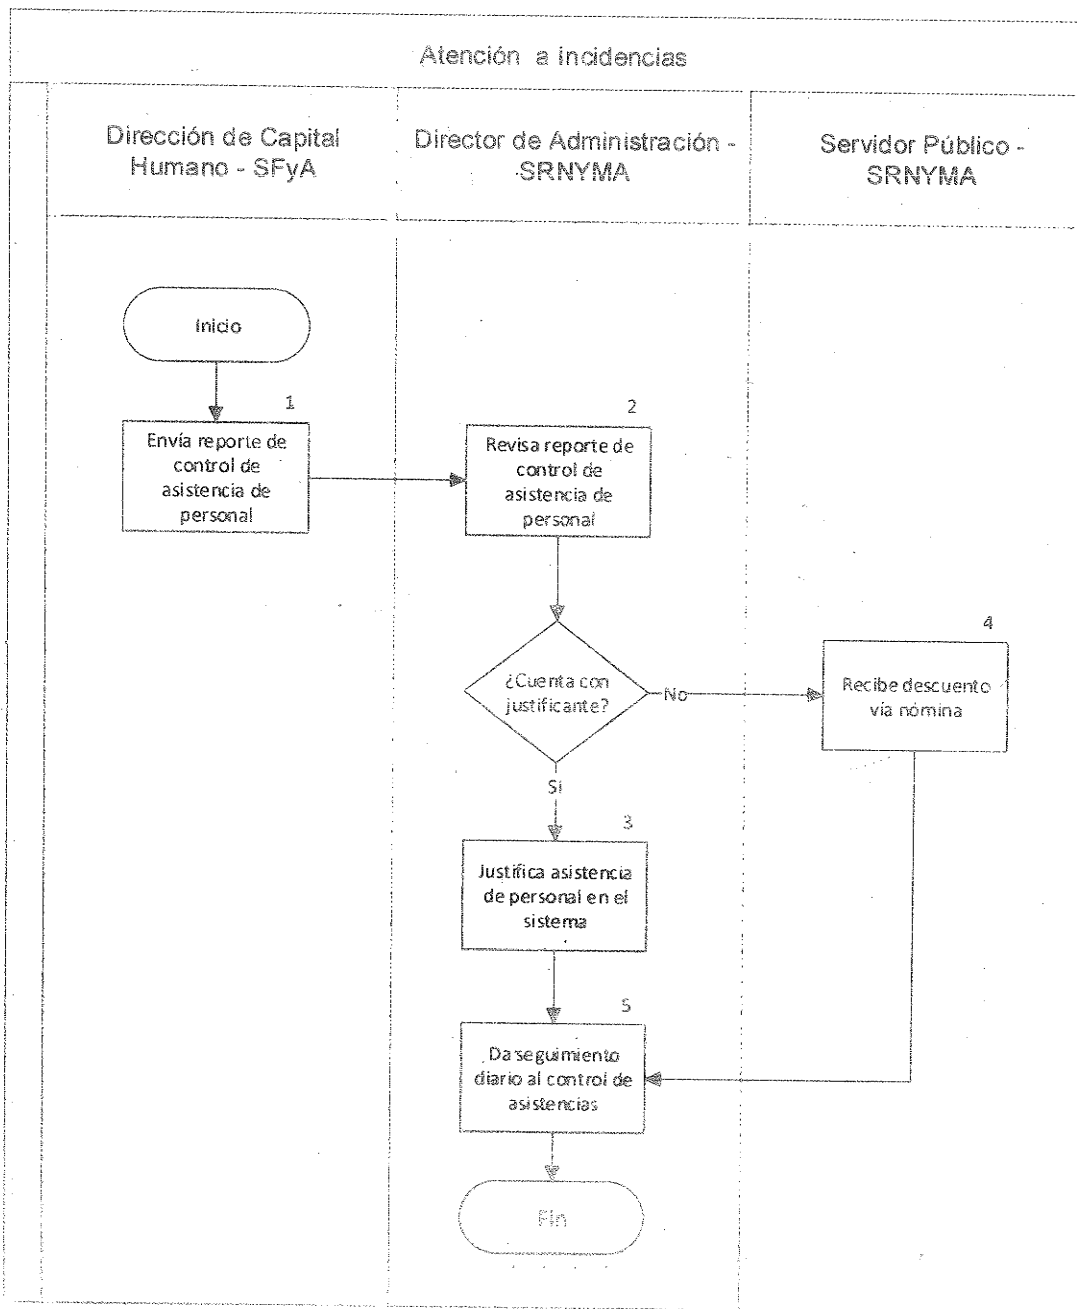 Atención a incidencias
Dirección de Capital
Humano - SFyA
Director de Administración -
SRNYMA
Servidor Público -
SRNYMA
Inicio
1
Envía reporte de
control de
asistencia de
personal
2
Revisa reporte de
control de
asistencia de
personal
¿Cuenta con
justificante?
No
4
Recibe descuento
vía nómina
Si
3
Justifica asistencia
de personal en el
sistema
5
Da seguimiento
diario al control de
asistencias
Fin